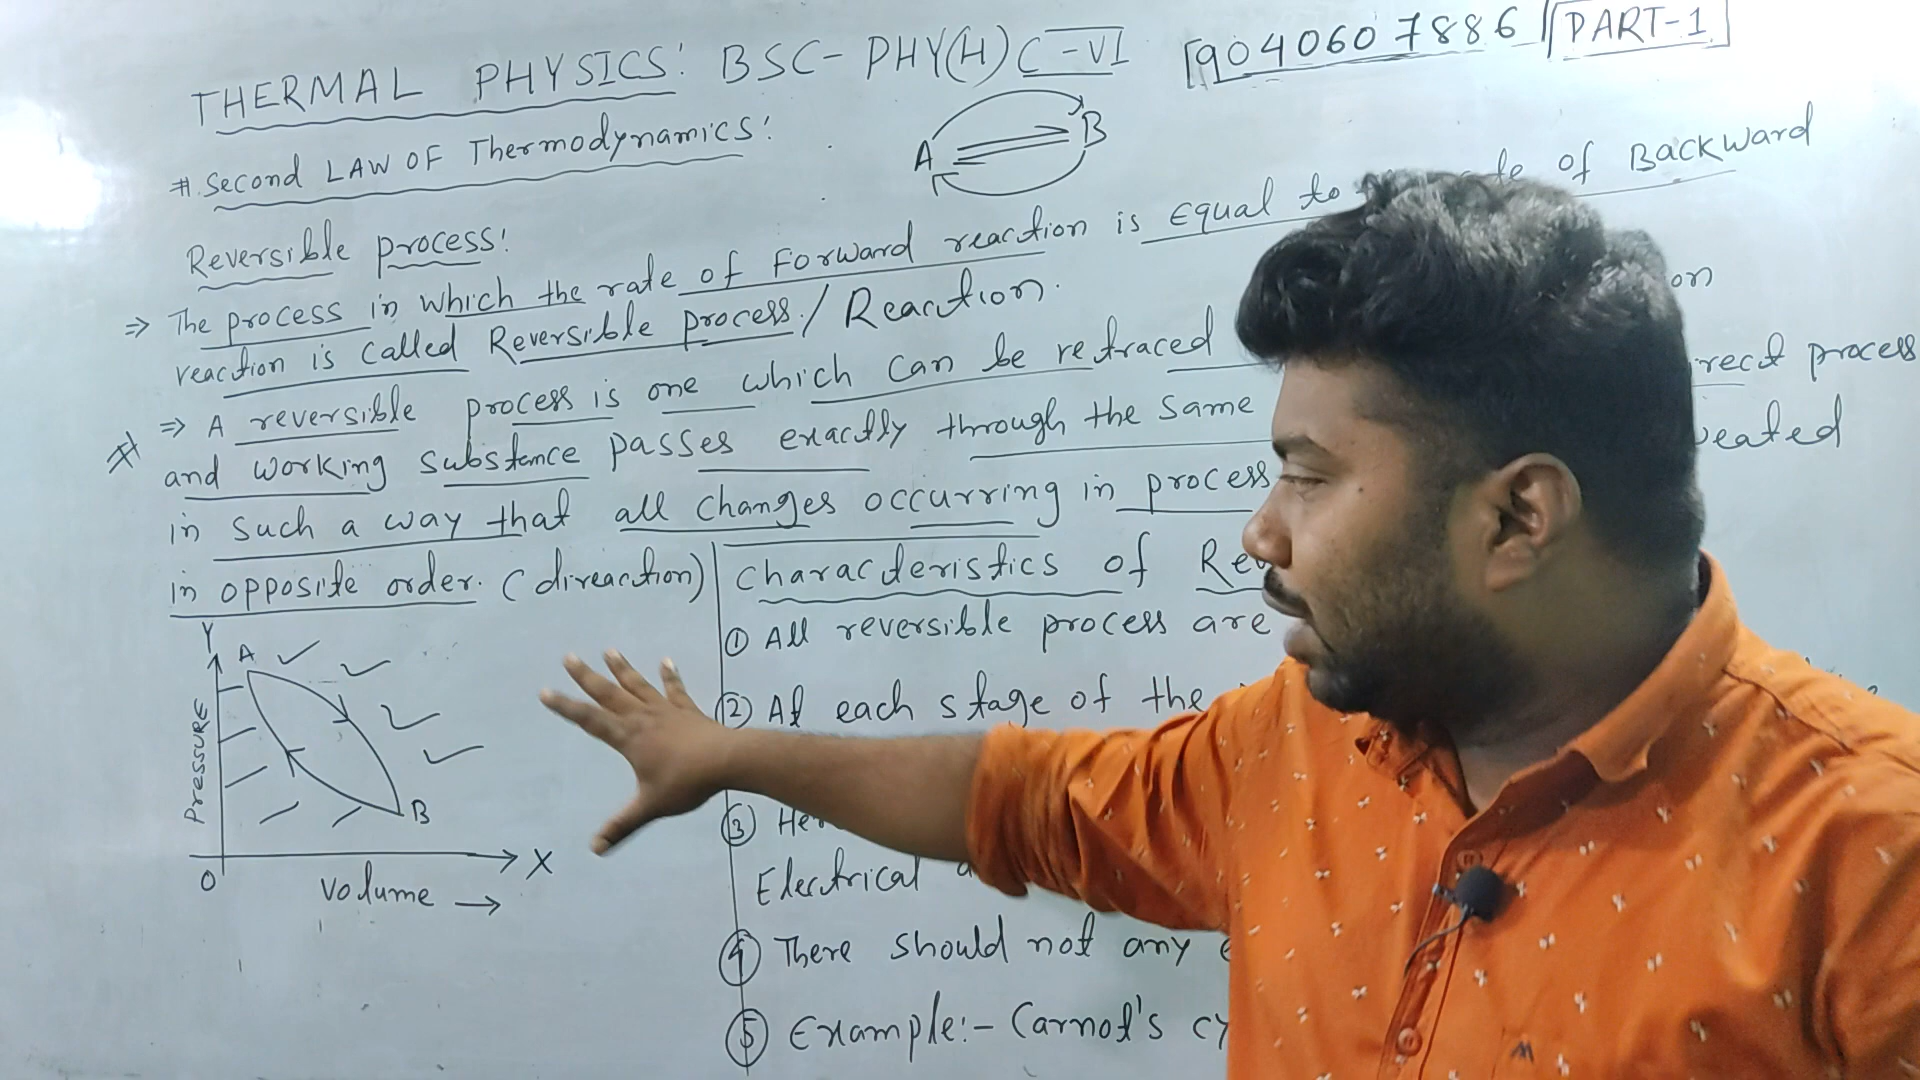 THERMAL PHYSICS: BSC-PHY(H) C-VI 9040607886 PART-1
#. Second LAW OF Thermodynamics:
A B
Reversible process:
⇒ The process in which the rate of Forward reaction is equal to of Backward
reaction is called Reversible process./Reaction.
⇒ A reversible process is one which can be retraced process
and working substance passes exactly through the same
in such a way that all changes occurring in process
in opposite order. (direaction)
Y
A
B
PRESSURE
O
X
Volume →
Characteristics of
① All reversible process are
② At each stage of the
③
Electrical
④ There should not any
⑤ Example:- Carnot's